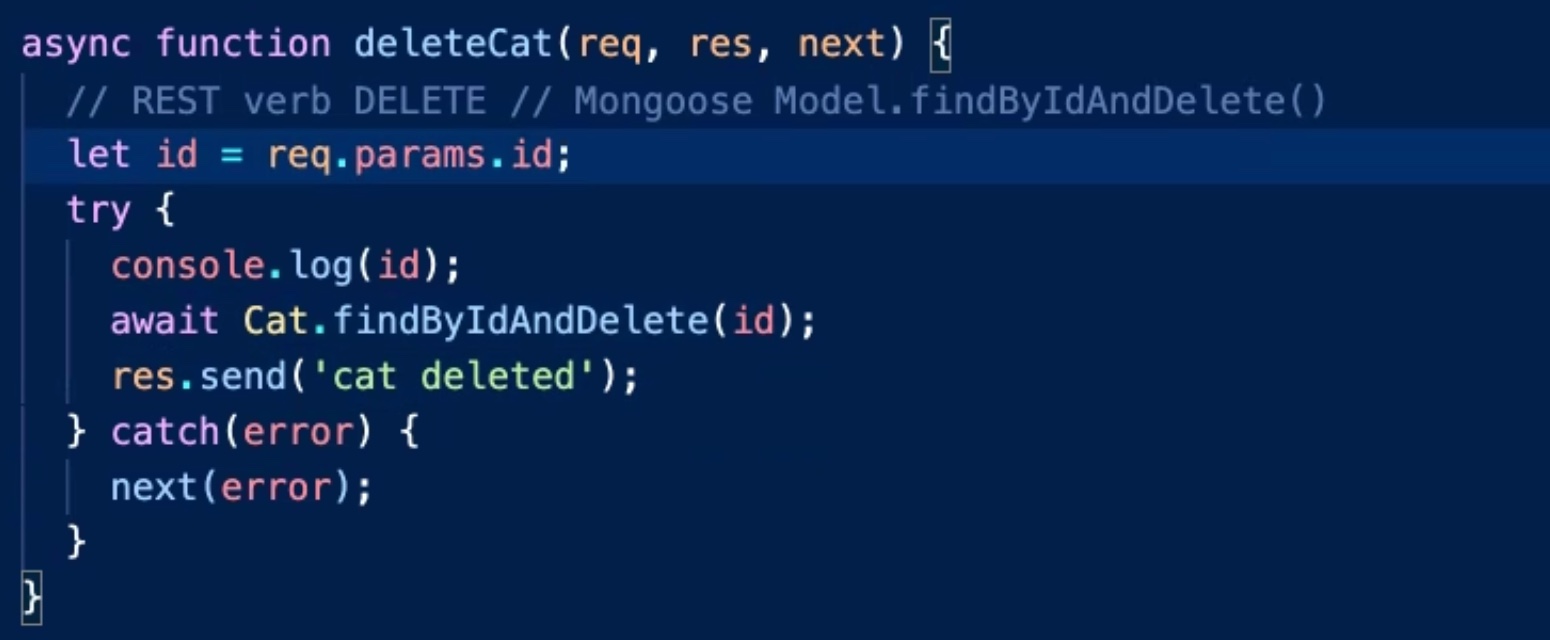 async function deleteCat(req, res, next) {
  // REST verb DELETE // Mongoose Model.findByIdAndDelete()
  let id = req.params.id;
  try {
    console.log(id);
    await Cat.findByIdAndDelete(id);
    res.send('cat deleted');
  } catch(error) {
    next(error);
  }
}